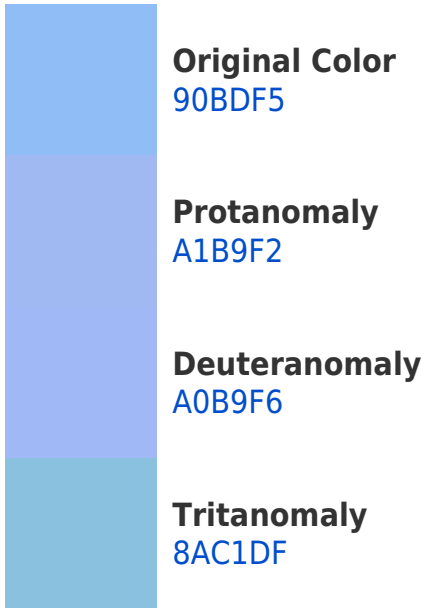 Original Color
90BDF5
Protanomaly
A1B9F2
Deuteranomaly
A0B9F6
Tritanomaly
8AC1DF